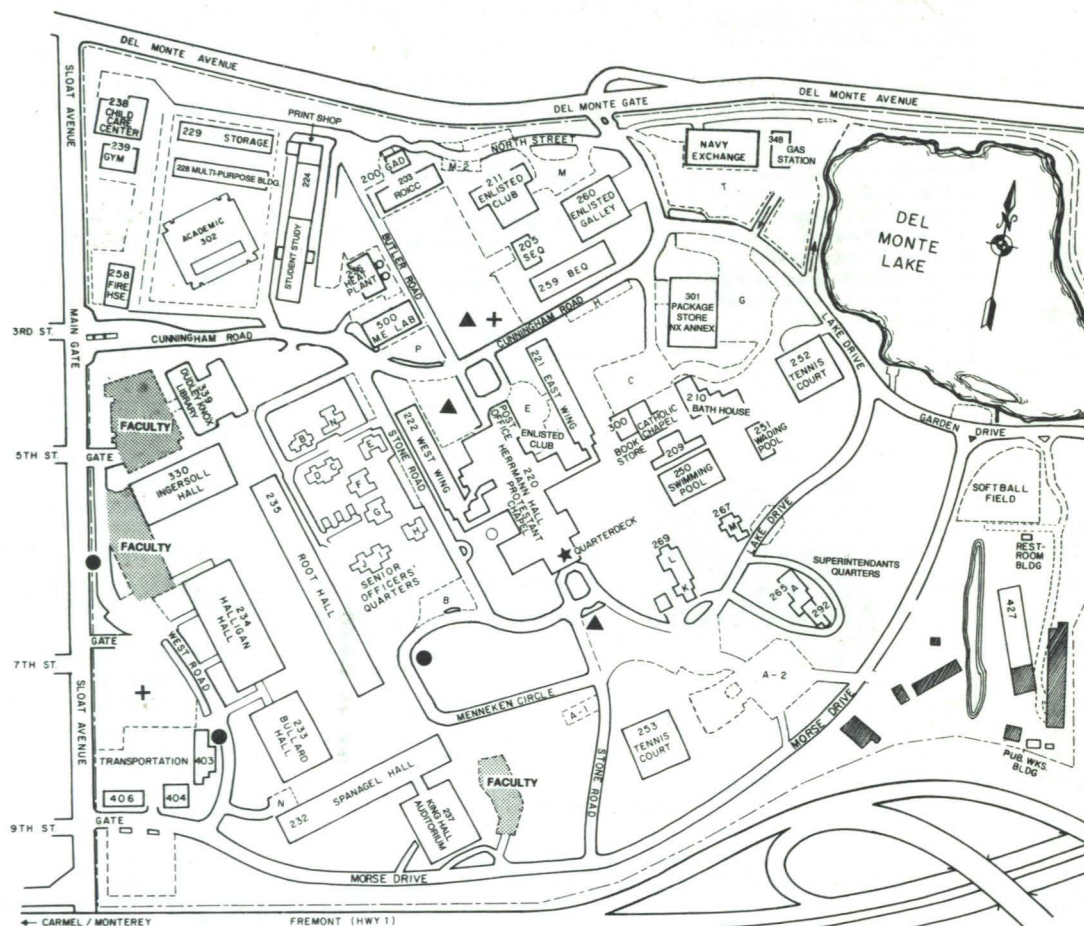 DEL MONTE AVENUE
SLOAT AVENUE
238
CHILD
CARE
CENTER
239
GYM
229 STORAGE
228 MULTI-PURPOSE BLDG.
ACADEMIC
302
258
FIRE
HSE.
PRINT SHOP
224
STUDENT STUDY
200
GAD
203
ROICC
HEAT
PLANT
BUTLER ROAD
500
M E LAB
P
M-2
NORTH STREET
DEL MONTE GATE
DEL MONTE AVENUE
211
ENLISTED
CLUB
M
260
ENLISTED
GALLEY
205
SEQ
259 BEQ
H
NAVY
EXCHANGE
348
GAS
STATION
T
DEL
MONTE
LAKE
N
301
PACKAGE
STORE
NX ANNEX
G
LAKE DRIVE
252
TENNIS
COURT
GARDEN DRIVE
3RD ST.
MAIN GATE
CUNNINGHAM ROAD
CUNNINGHAM ROAD
FACULTY
339
DUDLEY KNOX
LIBRARY
5TH ST.
GATE
330
INGERSOLL
HALL
FACULTY
235
ROOT HALL
STONE ROAD
SENIOR
OFFICERS'
QUARTERS
222 WEST WING
POST
OFFICE
220
HERRMANN HALL
PROTESTANT
CHAPEL
E
ENLISTED
CLUB
221 EAST WING
QUARTERDECK
C
300
BOOK
STORE
CATHOLIC
CHAPEL
210
BATH HOUSE
209
250
SWIMMING
POOL
251
WADING
POOL
267
M
269
L
K
LAKE DRIVE
SUPERINTENDANTS
QUARTERS
265
A
292
SOFTBALL
FIELD
REST-
ROOM
BLDG
427
PUB. WKS.
BLDG
234
HALLIGAN
HALL
WEST ROAD
GATE
7TH ST.
SLOAT AVENUE
233
BULLARD
HALL
B
MENNEKEN CIRCLE
A-1
A-2
253
TENNIS
COURT
STONE ROAD
MORSE DRIVE
TRANSPORTATION
403
406
404
N
232
SPANAGEL HALL
237
KING HALL
AUDITORIUM
FACULTY
9TH ST.
GATE
MORSE DRIVE
← CARMEL / MONTEREY
FREMONT (HWY 1)